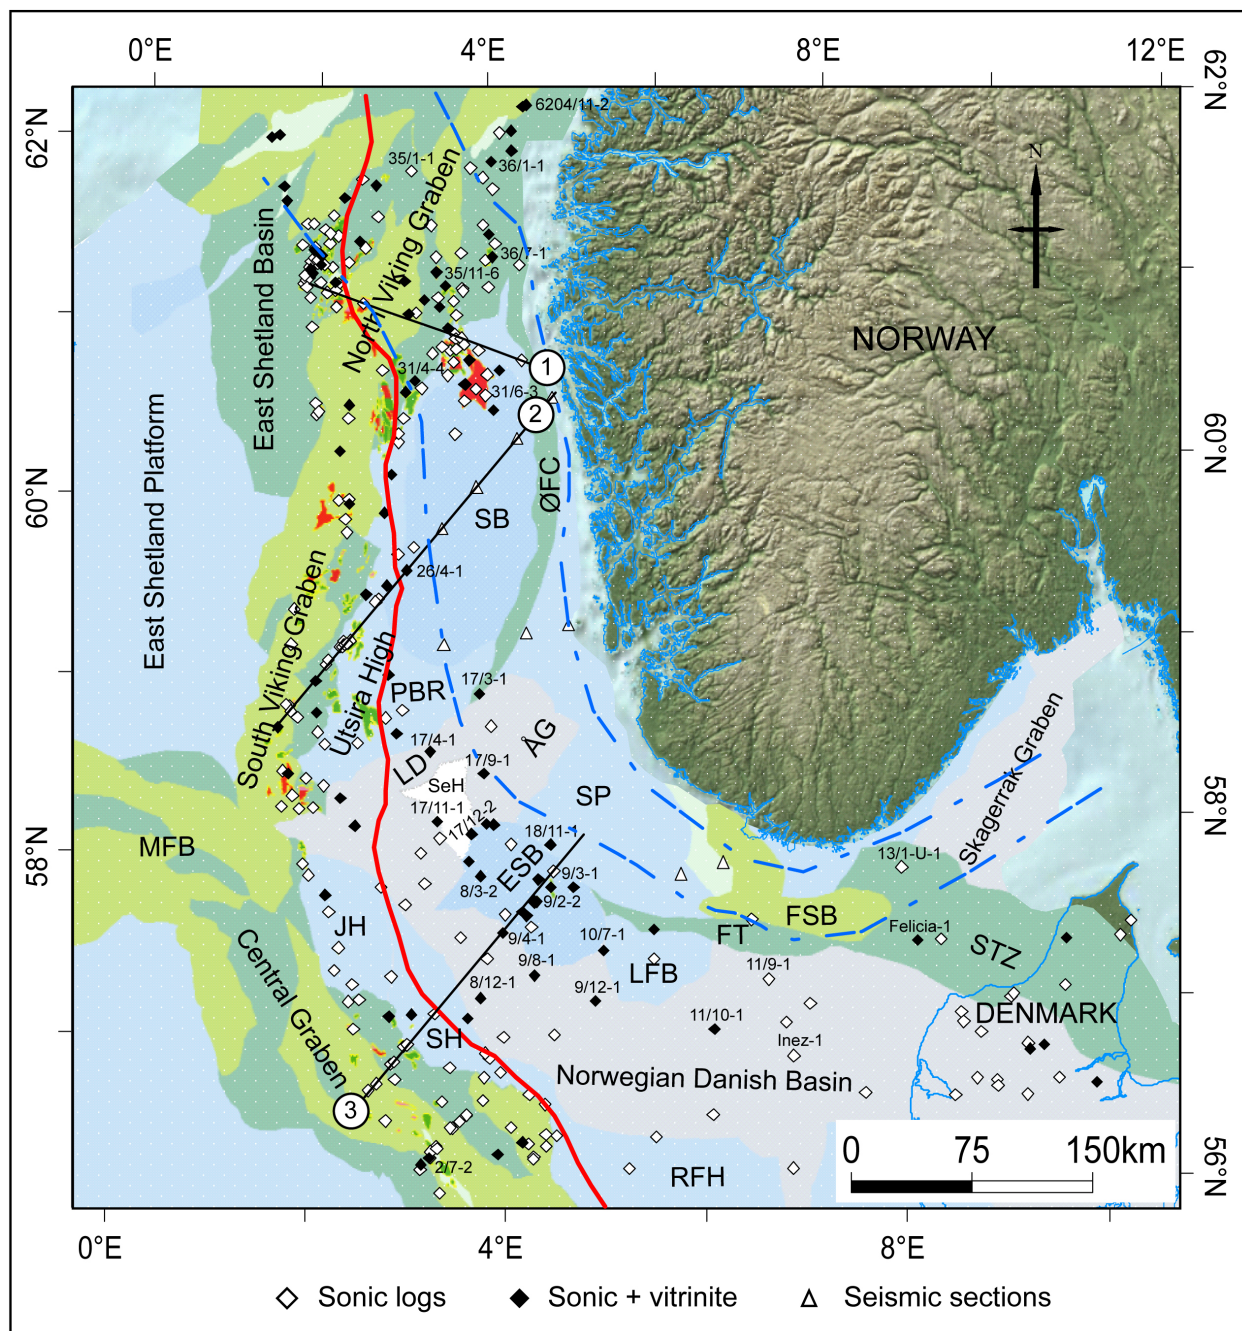 0°E 4°E 8°E 12°E
62°N
62°N
6204/11-2
35/1-1
36/1-1
North Viking Graben
East Shetland Basin
36/7-1
35/11-6
N
NORWAY
31/4-4
31/6-3
1
2
60°N
60°N
East Shetland Platform
SB
ØFC
26/4-1
South Viking Graben
Utsira High
PBR
17/3-1
17/4-1
LD
ÅG
17/9-1
SeH
SP
17/11-1
17/12-2
18/11-1
Skagerrak Graben
58°N
58°N
MFB
ESB
9/3-1
8/3-2
9/2-2
13/1-U-1
JH
9/4-1
10/7-1
FT
FSB
Felicia-1
STZ
Central Graben
9/8-1
LFB
11/9-1
8/12-1
9/12-1
11/10-1
Inez-1
DENMARK
SH
Norwegian Danish Basin
3
2/7-2
RFH
0 75 150km
56°N
0°E 4°E 8°E
Sonic logs Sonic + vitrinite Seismic sections